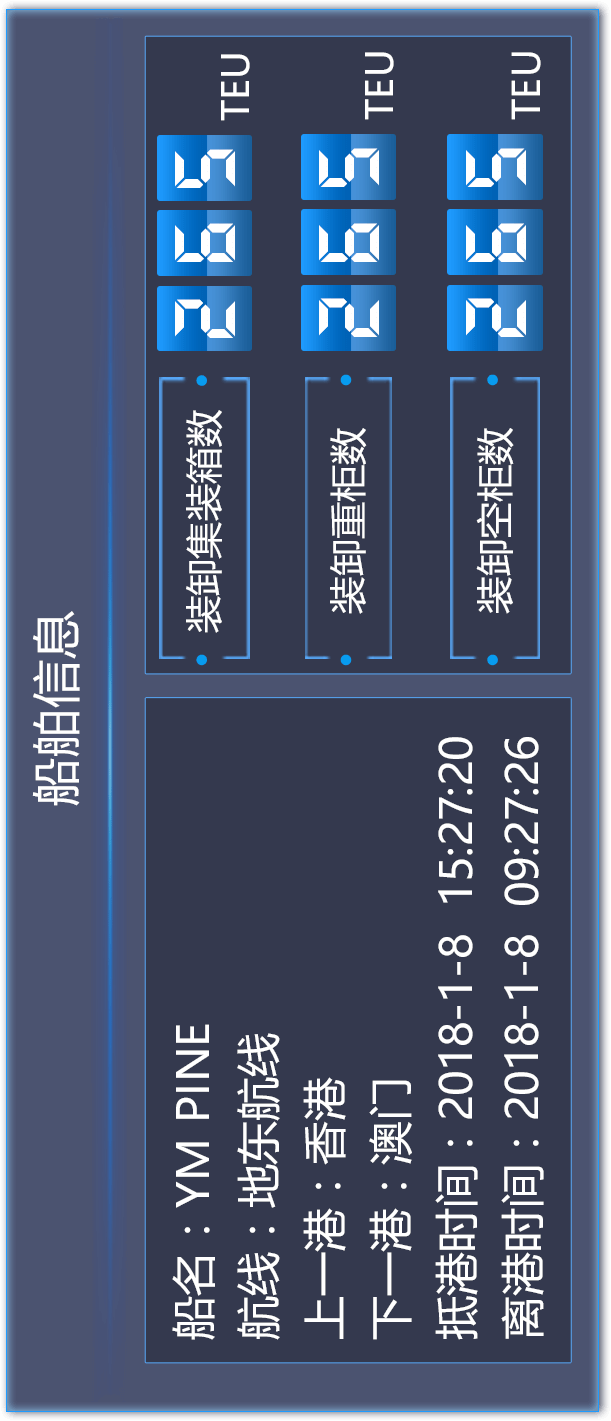 船舶信息
船名：YM PINE
航线：地东航线
上一港：香港
下一港：澳门
抵港时间：2018-1-8 15:27:20
离港时间：2018-1-8 09:27:26
装卸集装箱数 265 TEU
装卸重柜数 265 TEU
装卸空柜数 265 TEU